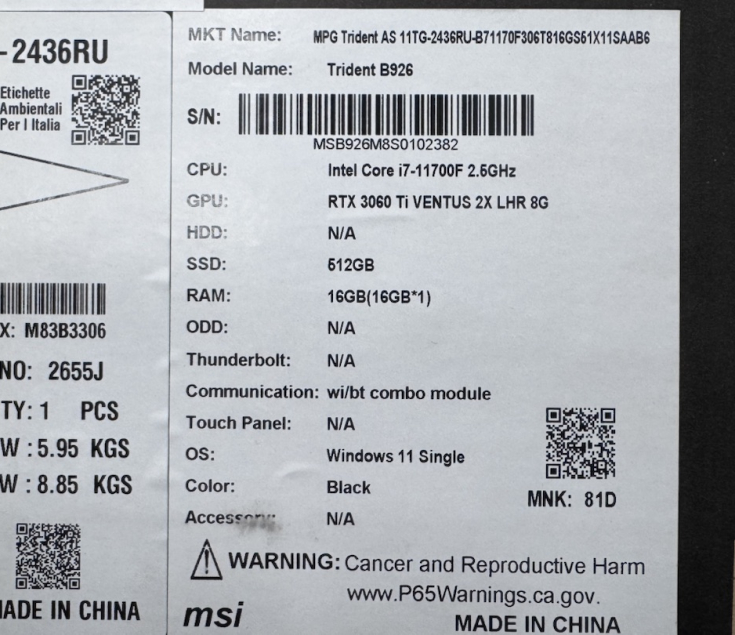 -2436RU
Etichette
Ambientali
Per I Italia
X: M83B3306
NO: 2655J
TY: 1 PCS
W : 5.95 KGS
W : 8.85 KGS
MADE IN CHINA
MKT Name: MPG Trident AS 11TG-2436RU-B71170F306T816GS51X11SAAB6
Model Name: Trident B926
S/N:
MSB926M8S0102382
CPU: Intel Core i7-11700F 2.5GHz
GPU: RTX 3060 Ti VENTUS 2X LHR 8G
HDD: N/A
SSD: 512GB
RAM: 16GB(16GB*1)
ODD: N/A
Thunderbolt: N/A
Communication: wi/bt combo module
Touch Panel: N/A
OS: Windows 11 Single
Color: Black
MNK: 81D
Accessory: N/A
WARNING: Cancer and Reproductive Harm
www.P65Warnings.ca.gov.
msi MADE IN CHINA